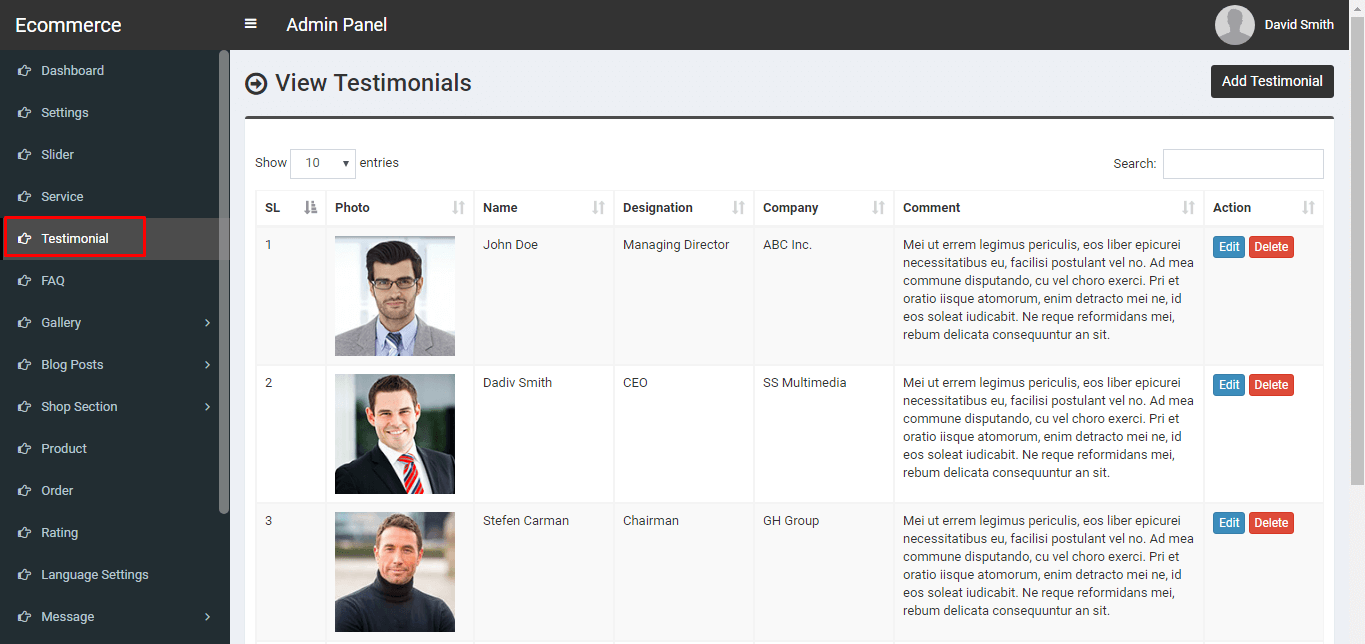 Ecommerce
Admin Panel
David Smith
Dashboard
Settings
Slider
Service
Testimonial
FAQ
Gallery
Blog Posts
Shop Section
Product
Order
Rating
Language Settings
Message
View Testimonials
Add Testimonial
Show 10 entries
Search:
SL Photo Name Designation Company Comment Action
1 John Doe Managing Director ABC Inc. Mei ut errem legimus periculis, eos liber epicurei Edit Delete
necessitatibus eu, facilisi postulant vel no. Ad mea
commune disputando, cu vel choro exerci. Pri et
oratio iisque atomorum, enim detracto mei ne, id
eos soleat iudicabit. Ne reque reformidans mei,
rebum delicata consequuntur an sit.
2 Dadiv Smith CEO SS Multimedia Mei ut errem legimus periculis, eos liber epicurei Edit Delete
necessitatibus eu, facilisi postulant vel no. Ad mea
commune disputando, cu vel choro exerci. Pri et
oratio iisque atomorum, enim detracto mei ne, id
eos soleat iudicabit. Ne reque reformidans mei,
rebum delicata consequuntur an sit.
3 Stefen Carman Chairman GH Group Mei ut errem legimus periculis, eos liber epicurei Edit Delete
necessitatibus eu, facilisi postulant vel no. Ad mea
commune disputando, cu vel choro exerci. Pri et
oratio iisque atomorum, enim detracto mei ne, id
eos soleat iudicabit. Ne reque reformidans mei,
rebum delicata consequuntur an sit.